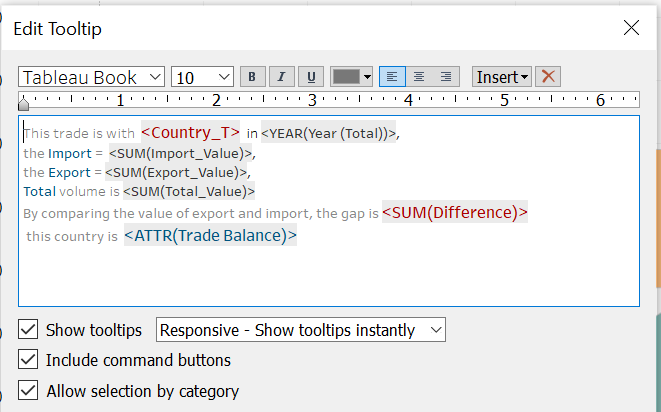 Edit Tooltip
Tableau Book 10 B I U Insert
1 2 3 4 5 6
This trade is with <Country_T> in <YEAR(Year (Total))>,
the Import = <SUM(Import_Value)>,
the Export = <SUM(Export_Value)>,
Total volume is <SUM(Total_Value)>
By comparing the value of export and import, the gap is <SUM(Difference)>
this country is <ATTR(Trade Balance)>
Show tooltips Responsive - Show tooltips instantly
Include command buttons
Allow selection by category